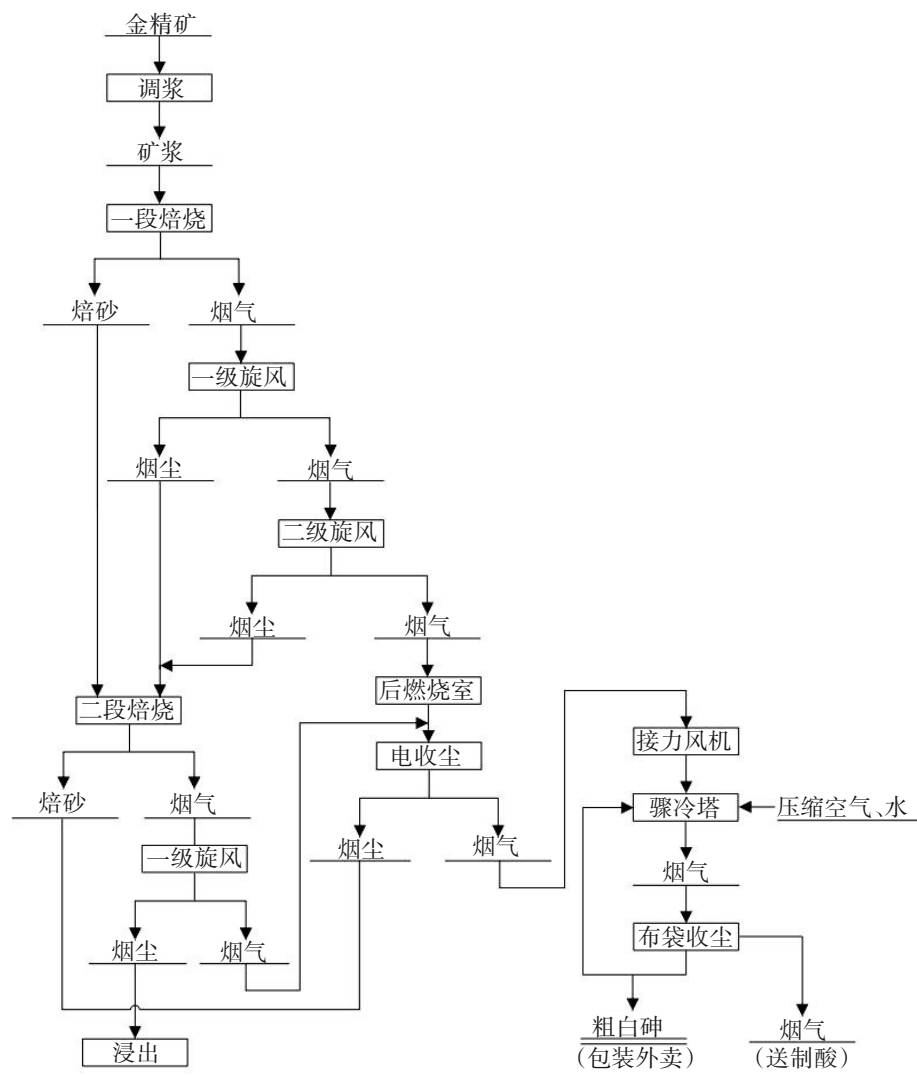 金精矿
调浆
矿浆
一段焙烧
焙砂
烟气
一级旋风
烟尘
烟气
二级旋风
烟尘
烟气
后燃烧室
二段焙烧
接力风机
电收尘
焙砂
烟气
骤冷塔
压缩空气、水
烟尘
烟气
一级旋风
烟气
布袋收尘
烟尘
烟气
粗白砷
(包装外卖)
烟气
(送制酸)
浸出